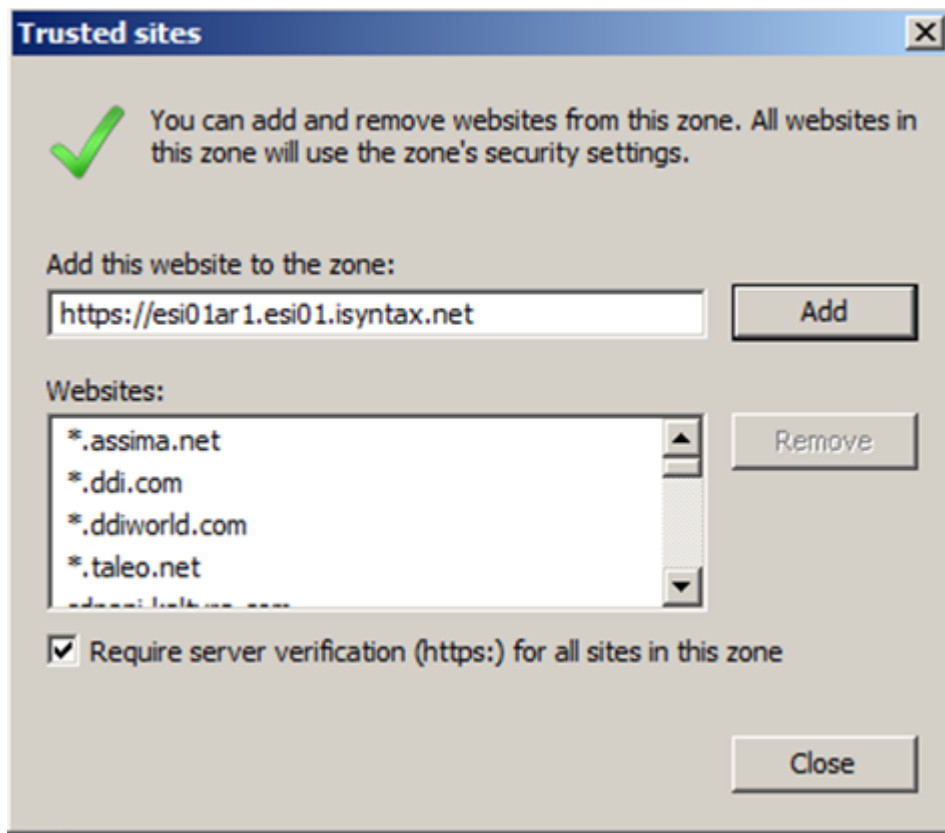 Trusted sites
You can add and remove websites from this zone. All websites in
this zone will use the zone's security settings.
Add this website to the zone:
https://esi01ar1.esi01.isyntax.net
Add
Websites:
*.assima.net
Remove
*.ddi.com
*.ddiworld.com
*.taleo.net
Require server verification (https:) for all sites in this zone
Close